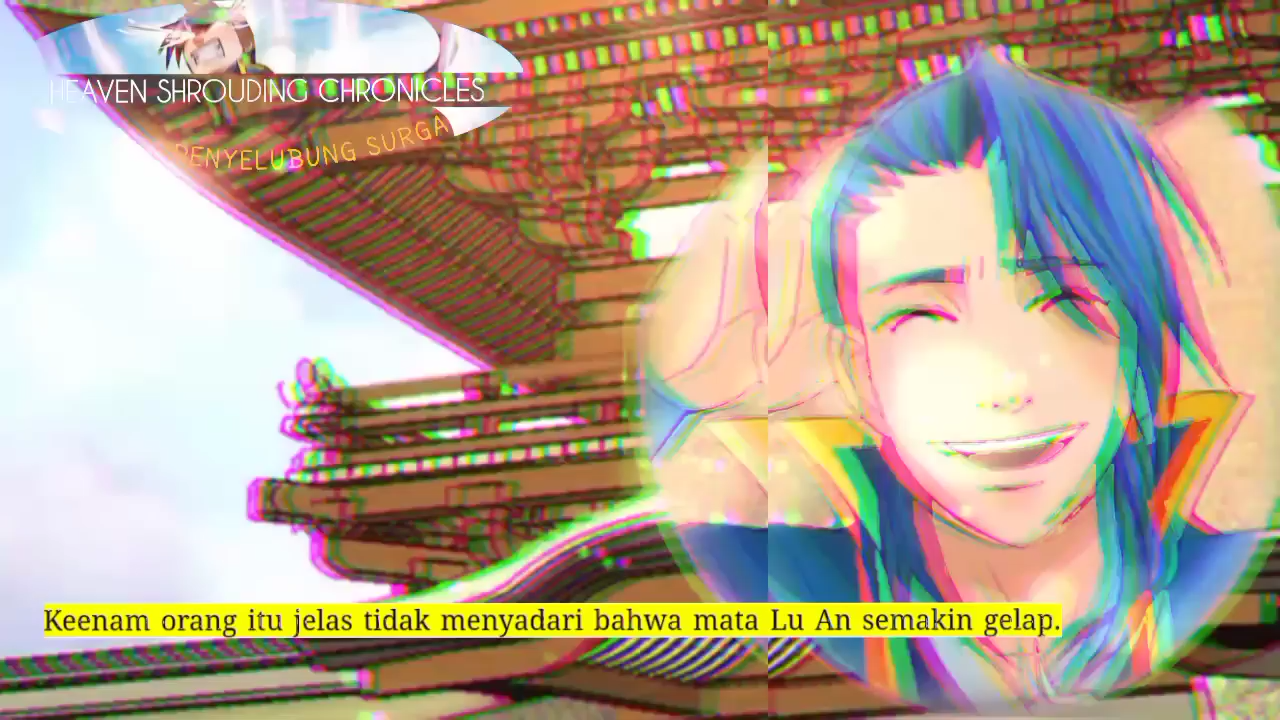 HEAVEN SHROUDING CHRONICLES
PENYELUBUNG SURGA
Keenam orang itu jelas tidak menyadari bahwa mata Lu An semakin gelap.